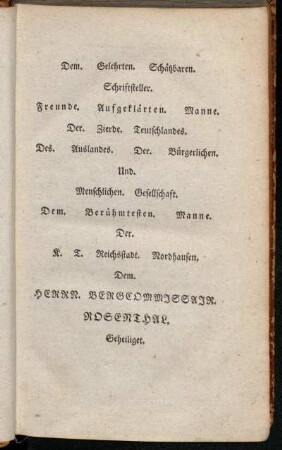 Dem. Gelehrten. Schätzbaren.
Schriftsteller.
Freunde. Aufgeklärten. Manne.
Der. Zierde. Teutschlandes.
Des. Auslandes. Der. Bürgerlichen.
Und.
Menschlichen. Gesellschaft.
Dem. Berühmtesten. Manne.
Der.
K. T. Reichsstadt. Nordhausen,
Dem.
HERRN. BERGCOMMISSAIR.
ROSENTHAL.
Geheiliget.